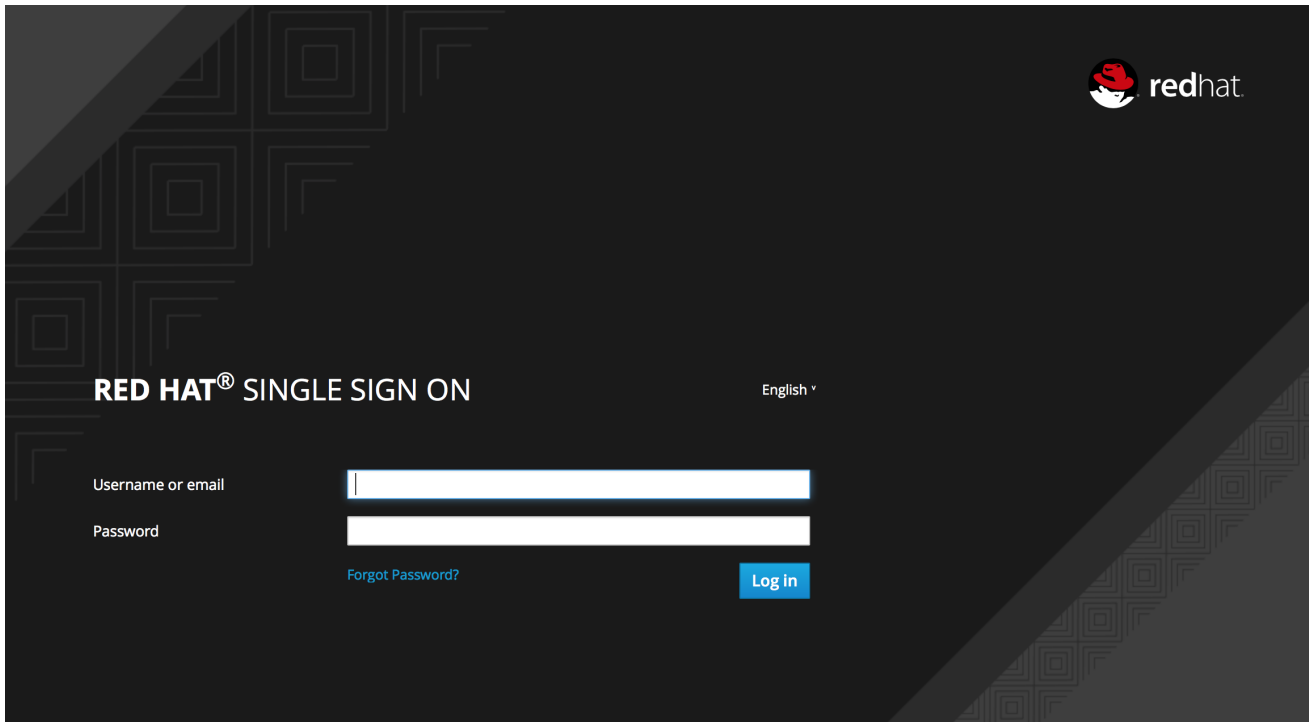 redhat.
RED HAT® SINGLE SIGN ON
English ˅
Username or email
Password
Forgot Password?
Log in